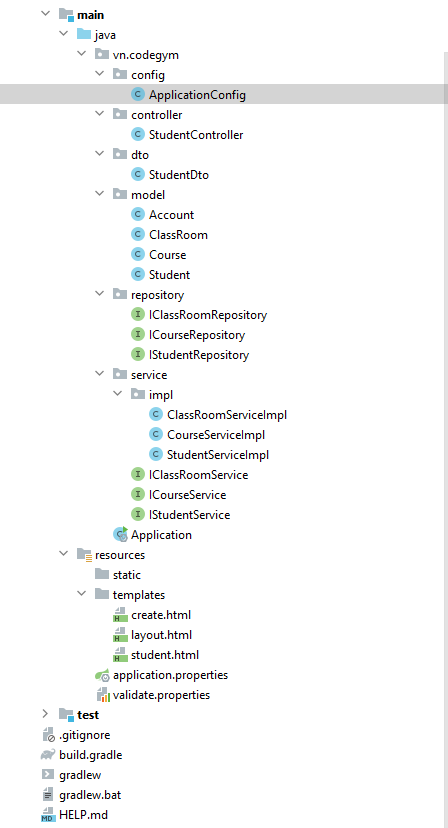 main
java
vn.codegym
config
ApplicationConfig
controller
StudentController
dto
StudentDto
model
Account
ClassRoom
Course
Student
repository
IClassRoomRepository
ICourseRepository
IStudentRepository
service
impl
ClassRoomServiceImpl
CourseServiceImpl
StudentServiceImpl
IClassRoomService
ICourseService
IStudentService
Application
resources
static
templates
create.html
layout.html
student.html
application.properties
validate.properties
test
.gitignore
build.gradle
gradlew
gradlew.bat
HELP.md